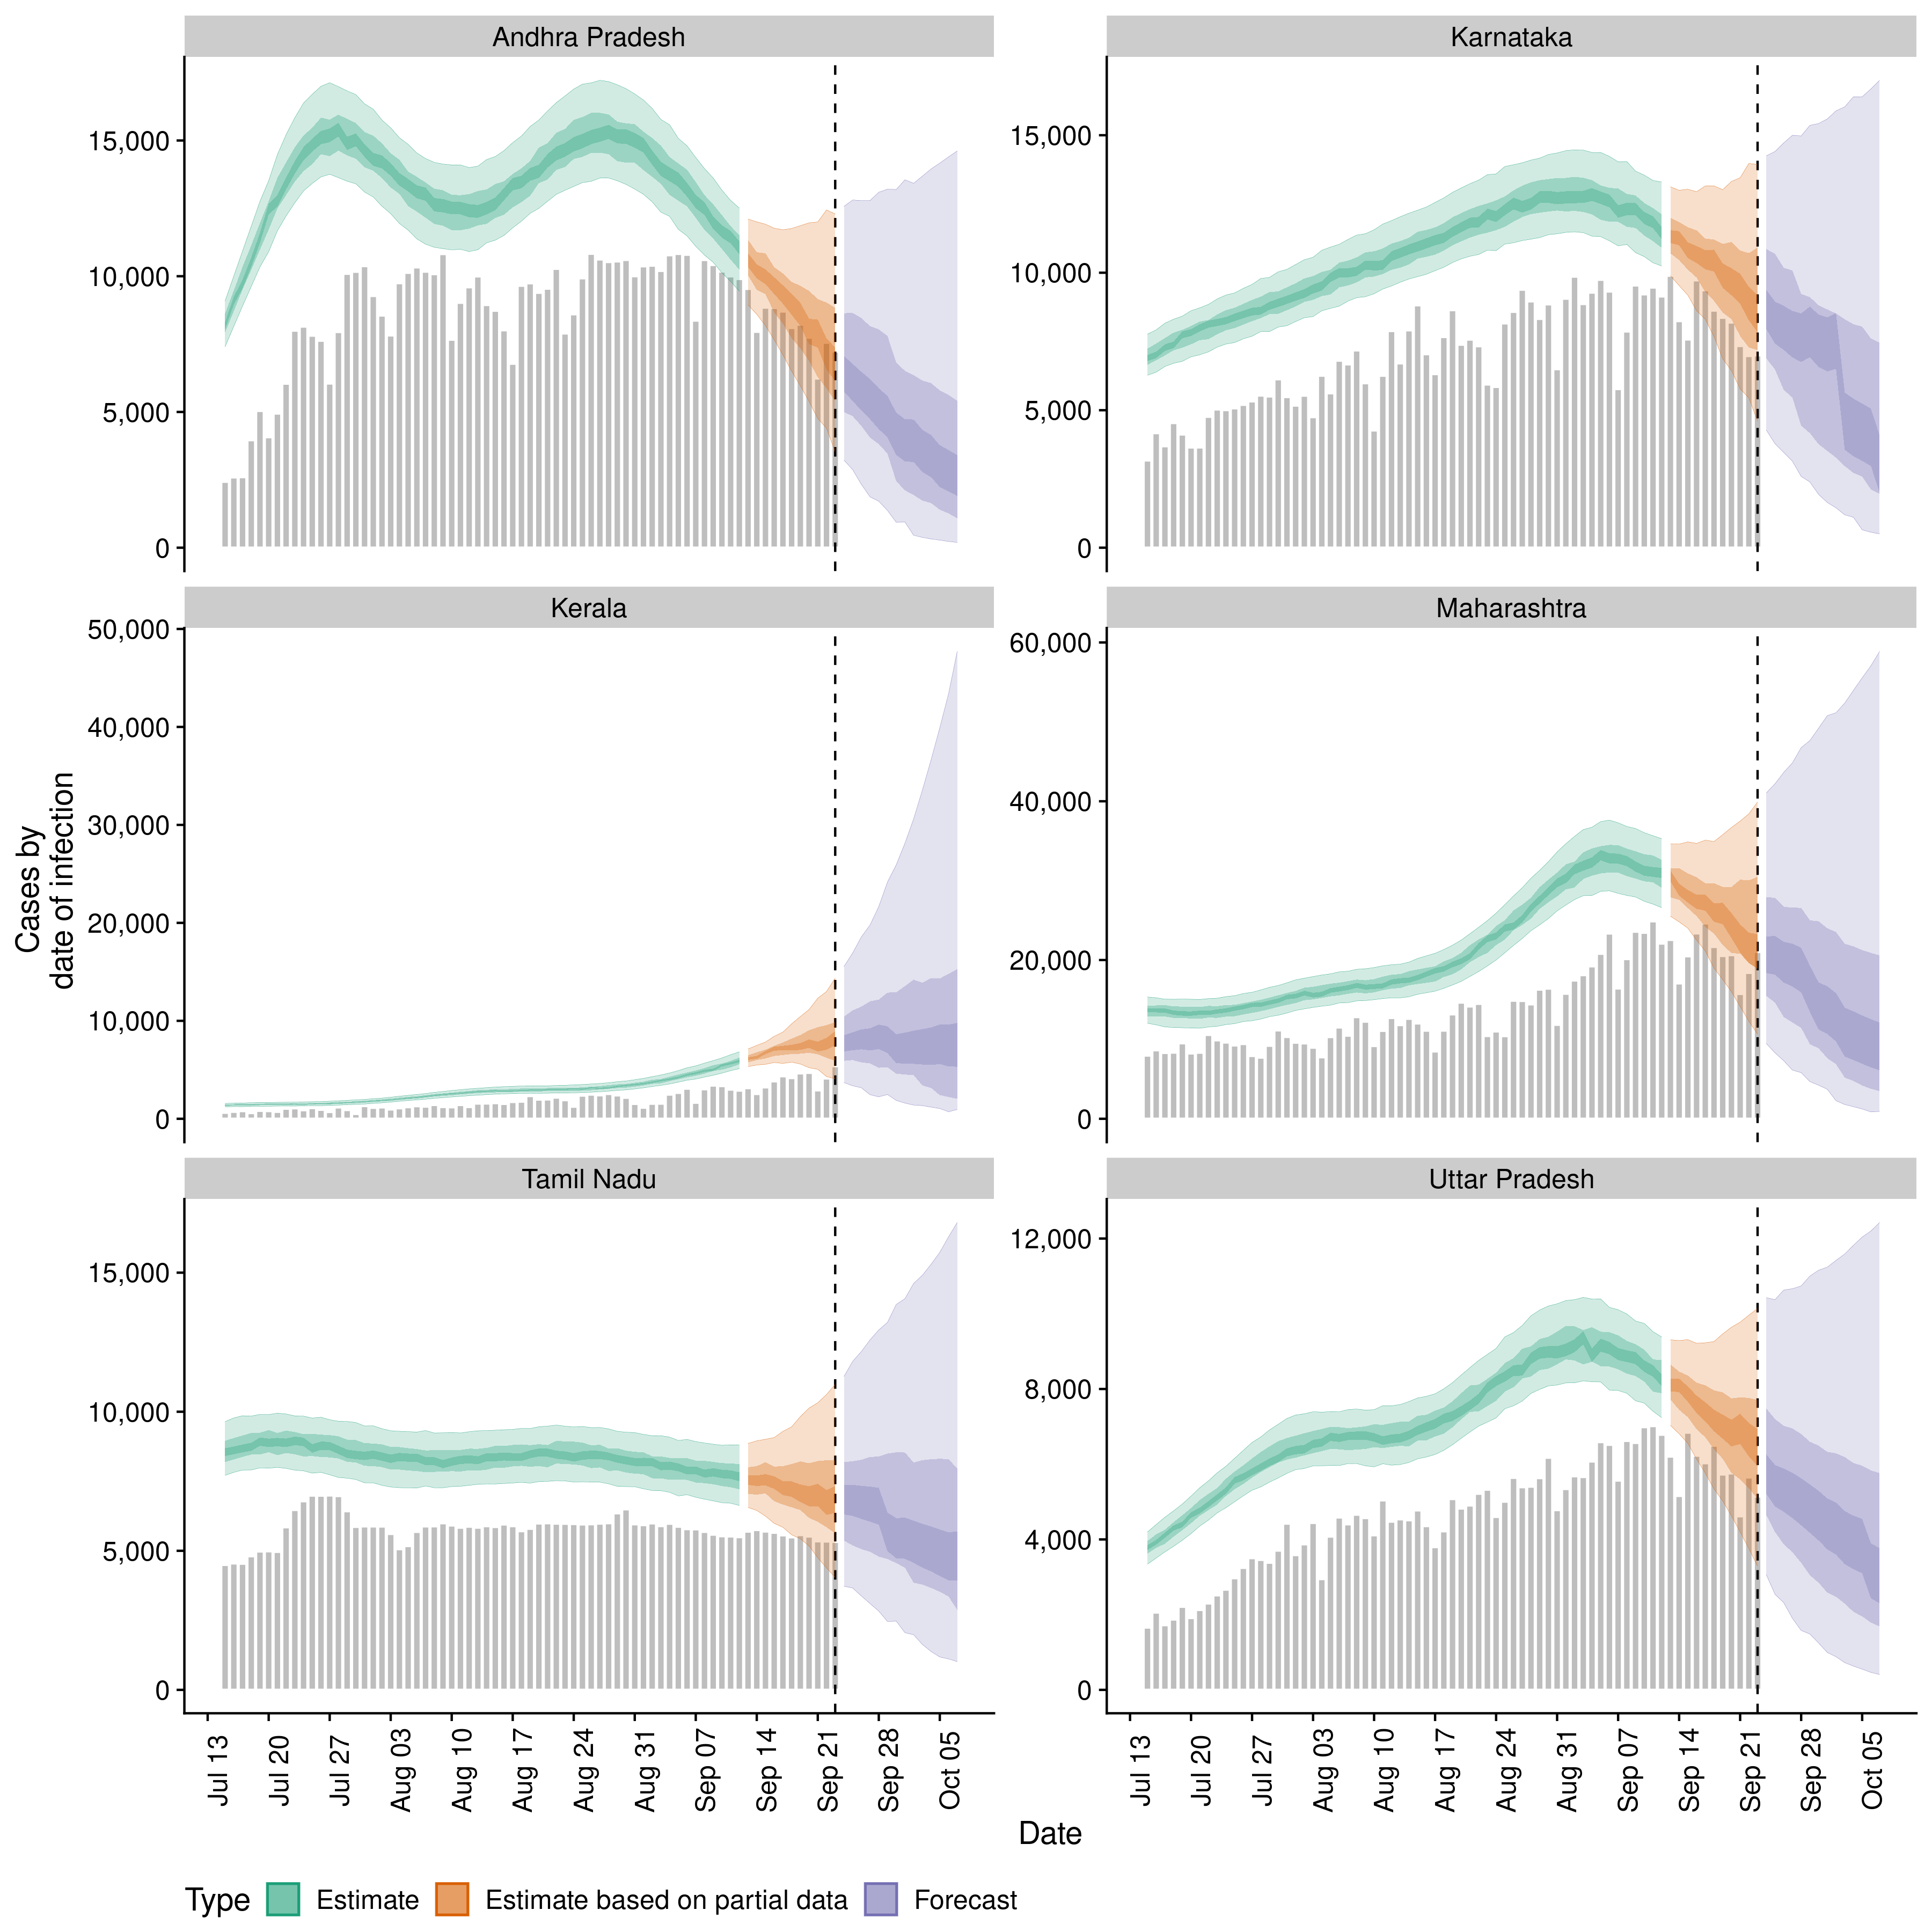 Andhra Pradesh
Karnataka
15,000
10,000
5,000
0
15,000
10,000
5,000
0
Kerala
Maharashtra
50,000
40,000
30,000
20,000
10,000
0
60,000
40,000
20,000
0
Cases by
date of infection
Tamil Nadu
Uttar Pradesh
15,000
10,000
5,000
0
12,000
8,000
4,000
0
Jul 13
Jul 20
Jul 27
Aug 03
Aug 10
Aug 17
Aug 24
Aug 31
Sep 07
Sep 14
Sep 21
Sep 28
Oct 05
Jul 13
Jul 20
Jul 27
Aug 03
Aug 10
Aug 17
Aug 24
Aug 31
Sep 07
Sep 14
Sep 21
Sep 28
Oct 05
Date
Type Estimate Estimate based on partial data Forecast